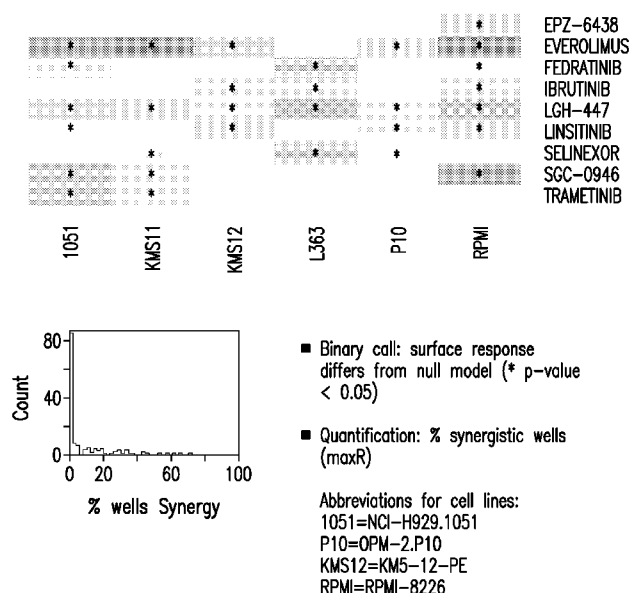 EPZ-6438
* * * * * EVEROLIMUS
* * * FEDRATINIB
* * * IBRUTINIB
* * * * * * LGH-447
* * * * LINSITINIB
* * * SELINEXOR
* * * SGC-0946
* * TRAMETINIB
1051 KMS11 KMS12 L363 P10 RPMI
80
40
0
Count
0 20 60 100
% wells Synergy
■ Binary call: surface response
differs from null model (* p-value
< 0.05)
■ Quantification: % synergistic wells
(maxR)
Abbreviations for cell lines:
1051=NCI-H929.1051
P10=OPM-2.P10
KMS12=KM5-12-PE
RPMI=RPMI-8226